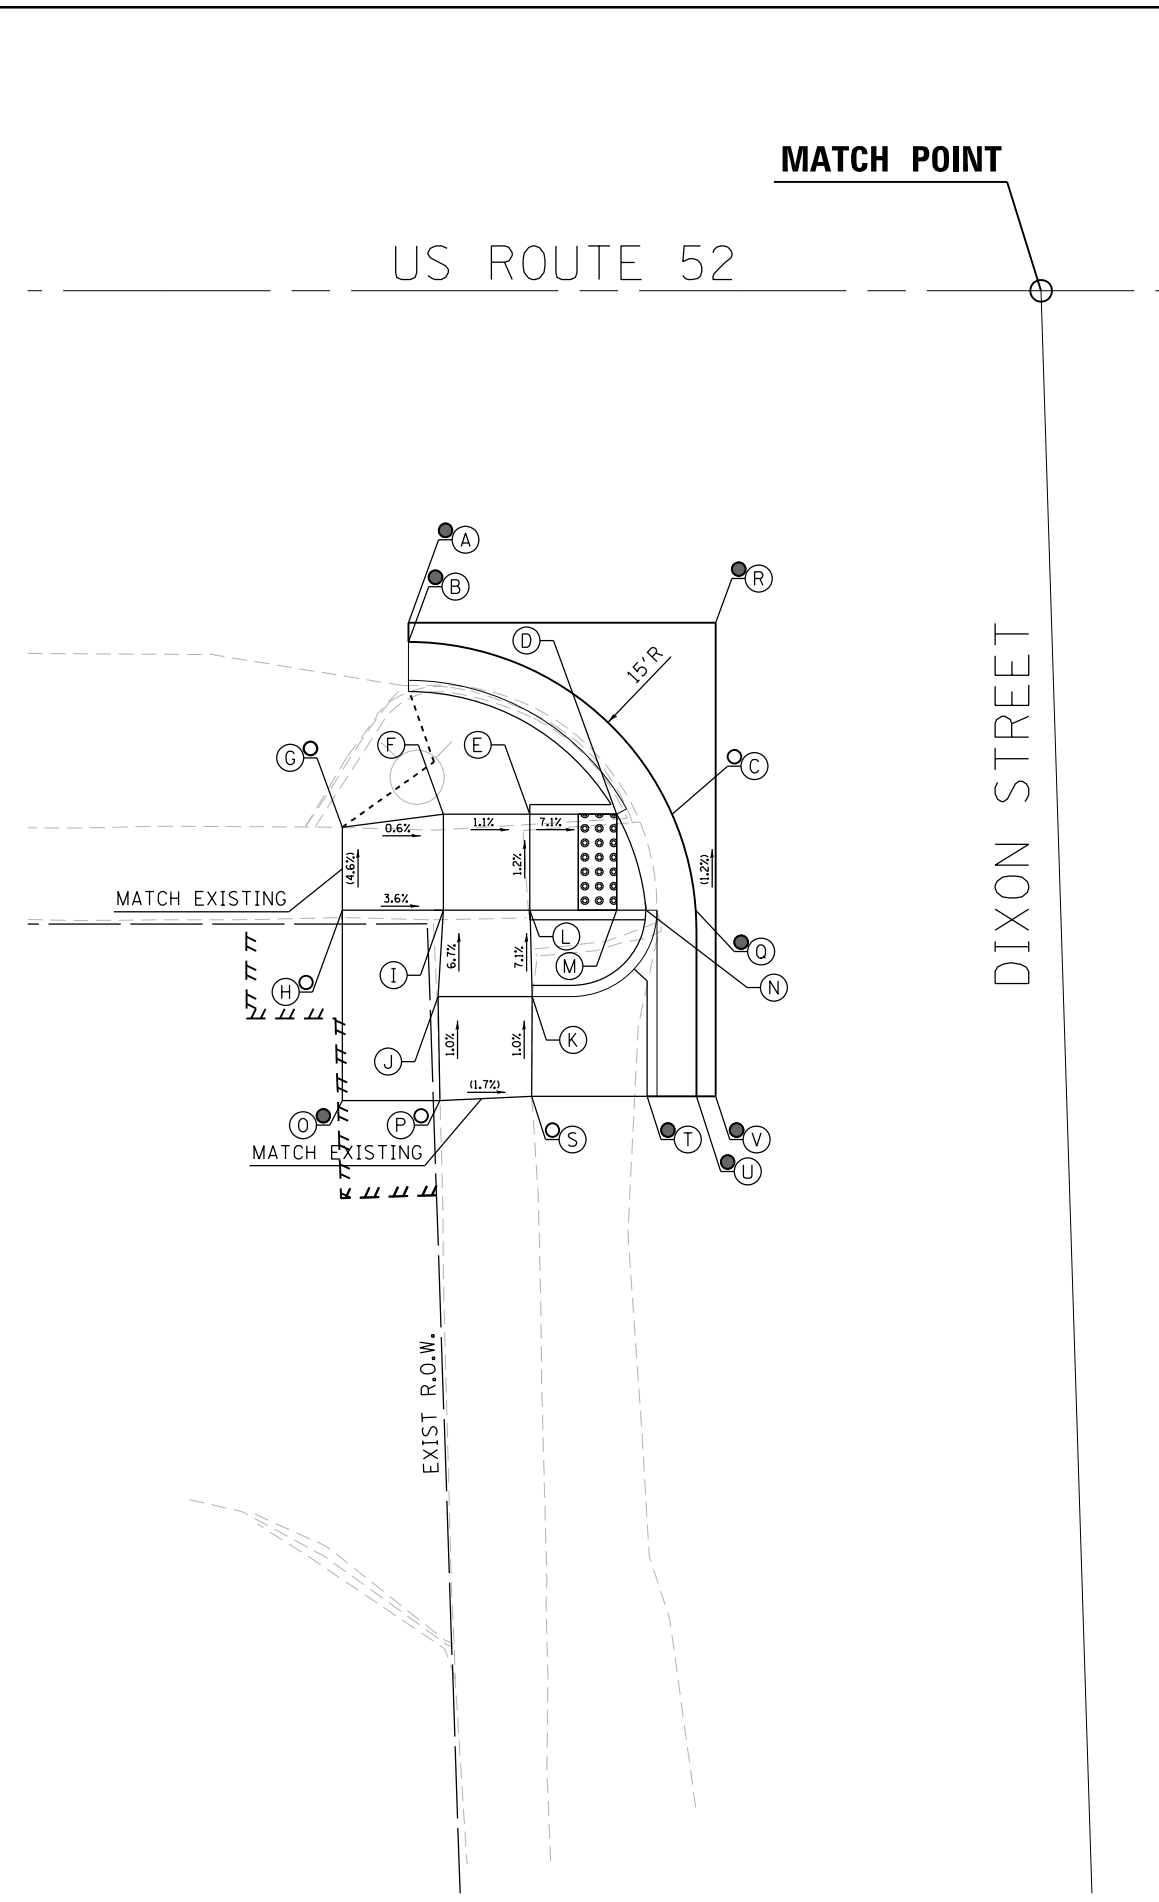 MATCH POINT
US ROUTE 52
A
B
R
D
15'R
DIXON STREET
F
E
G
C
0.6%
1.1%
7.1%
(4.6%)
1.2%
(1.2%)
MATCH EXISTING
3.6%
L
Q
6.7%
7.1%
I
M
H
N
1.0%
1.0%
J
K
(1.7%)
O
P
S
T
V
MATCH EXISTING
U
EXIST R.O.W.